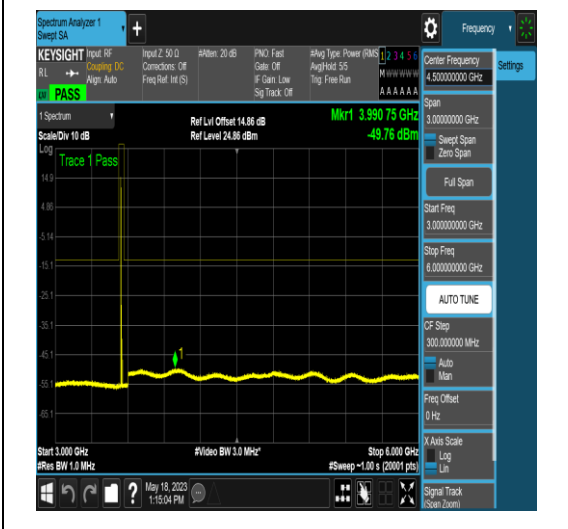 Spectrum Analyzer 1
Swept SA
+
Frequency
KEYSIGHT
RL
PASS
Input: RF
Coupling: DC
Align: Auto
Input Z: 50 Ω
Corrections: Off
Freq Ref: Int (S)
#Atten: 20 dB
PNO: Fast
Gate: Off
IF Gain: Low
Sig Track: Off
#Avg Type: Power (RMS
Avg|Hold: 5/5
Trig: Free Run
1 2 3 4 5 6
M W W W W W
A A A A A A
Settings
Center Frequency
4.500000000 GHz
Span
3.00000000 GHz
Swept Span
Zero Span
Full Span
Start Freq
3.000000000 GHz
Stop Freq
6.000000000 GHz
AUTO TUNE
CF Step
300.000000 MHz
Auto
Man
Freq Offset
0 Hz
X Axis Scale
Log
Lin
Signal Track
(Span Zoom)
1 Spectrum
Scale/Div 10 dB
Ref Lvl Offset 14.86 dB
Ref Level 24.86 dBm
Mkr1 3.990 75 GHz
-49.76 dBm
Log
Trace 1 Pass
14.9
4.86
-5.14
-15.1
-25.1
-35.1
-45.1
-55.1
-65.1
1
Start 3.000 GHz
#Res BW 1.0 MHz
#Video BW 3.0 MHz*
Stop 6.000 GHz
#Sweep ~1.00 s (20001 pts)
?
May 18, 2023
1:15:04 PM